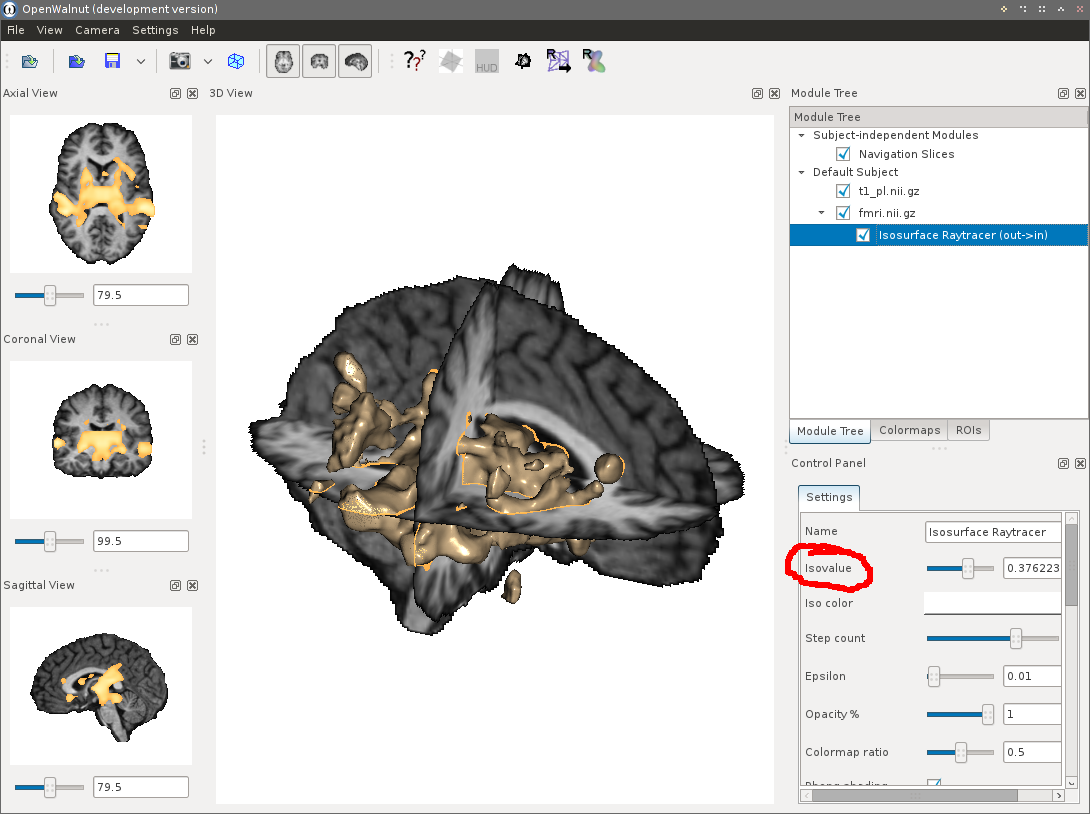 OpenWalnut (development version)
File View Camera Settings Help
HUD R R
Axial View
79.5
Coronal View
99.5
Sagittal View
79.5
3D View
Module Tree
Module Tree
Subject-independent Modules
Navigation Slices
Default Subject
t1_pl.nii.gz
fmri.nii.gz
Isosurface Raytracer (out->in)
Module Tree Colormaps ROIs
Control Panel
Settings
Name Isosurface Raytracer
Isovalue 0.376223
Iso color
Step count
Epsilon 0.01
Opacity % 1
Colormap ratio 0.5
Phong shading